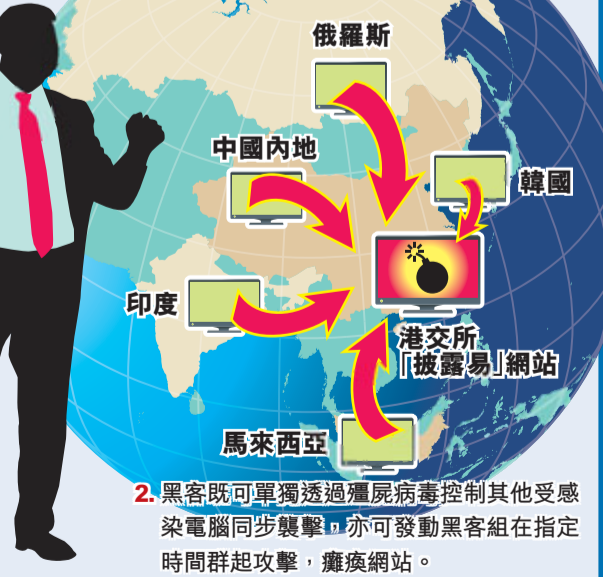 俄羅斯
中國內地
韓國
印度
港交所
「披露易」網站
馬來西亞
2. 黑客既可單獨透過殭屍病毒控制其他受感
染電腦同步襲擊，亦可發動黑客組在指定
時間群起攻擊，癱瘓網站。